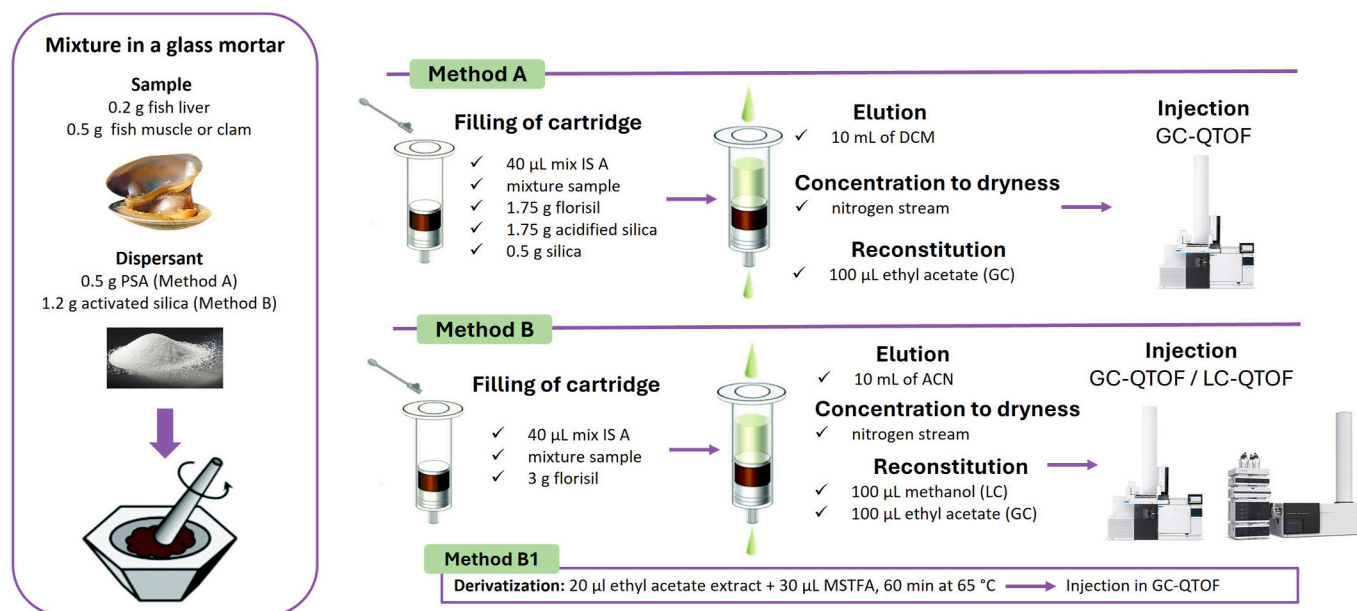 Mixture in a glass mortar
Sample
0.2 g fish liver
0.5 g fish muscle or clam
Dispersant
0.5 g PSA (Method A)
1.2 g activated silica (Method B)
Method A
Filling of cartridge
✓ 40 µL mix IS A
✓ mixture sample
✓ 1.75 g florisil
✓ 1.75 g acidified silica
✓ 0.5 g silica
Elution
✓ 10 mL of DCM
Concentration to dryness
✓ nitrogen stream
Reconstitution
✓ 100 µL ethyl acetate (GC)
Injection
GC-QTOF
Method B
Filling of cartridge
✓ 40 µL mix IS A
✓ mixture sample
✓ 3 g florisil
Elution
✓ 10 mL of ACN
Concentration to dryness
✓ nitrogen stream
Reconstitution
✓ 100 µL methanol (LC)
✓ 100 µL ethyl acetate (GC)
Injection
GC-QTOF / LC-QTOF
Method B1
Derivatization: 20 µl ethyl acetate extract + 30 µL MSTFA, 60 min at 65 °C ⟶ Injection in GC-QTOF